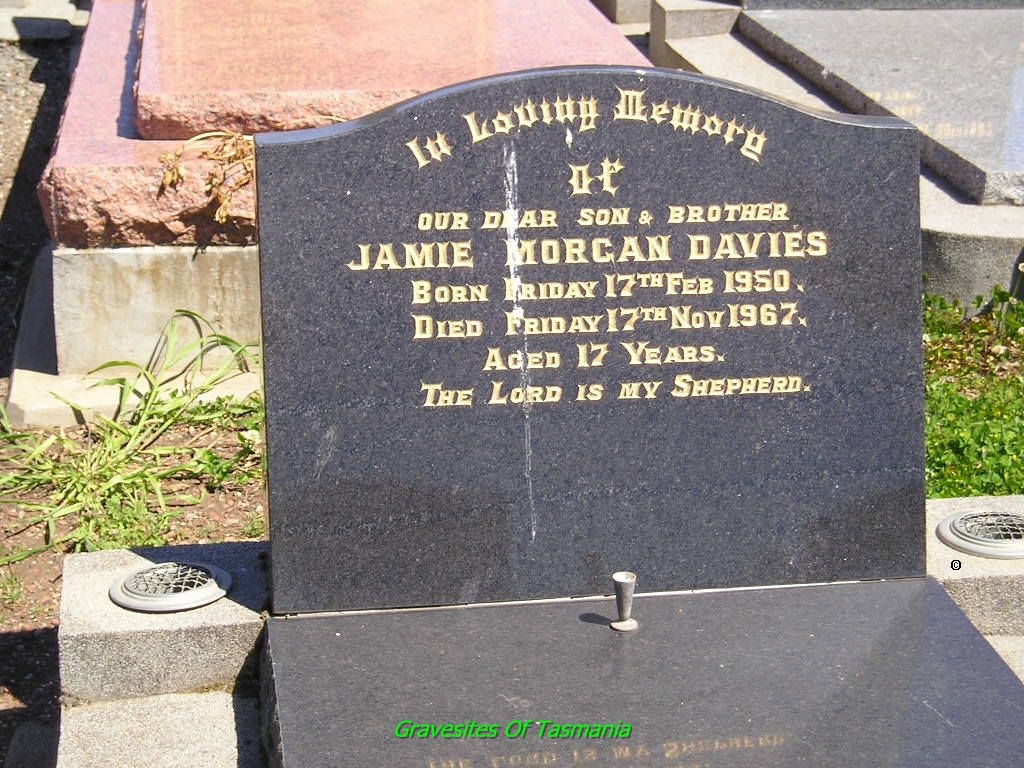 In Loving Memory
of
OUR DEAR SON & BROTHER
JAMIE MORGAN DAVIES
BORN FRIDAY 17TH FEB 1950.
DIED FRIDAY 17TH NOV 1967.
AGED 17 YEARS.
THE LORD IS MY SHEPHERD.
©
Gravesites Of Tasmania